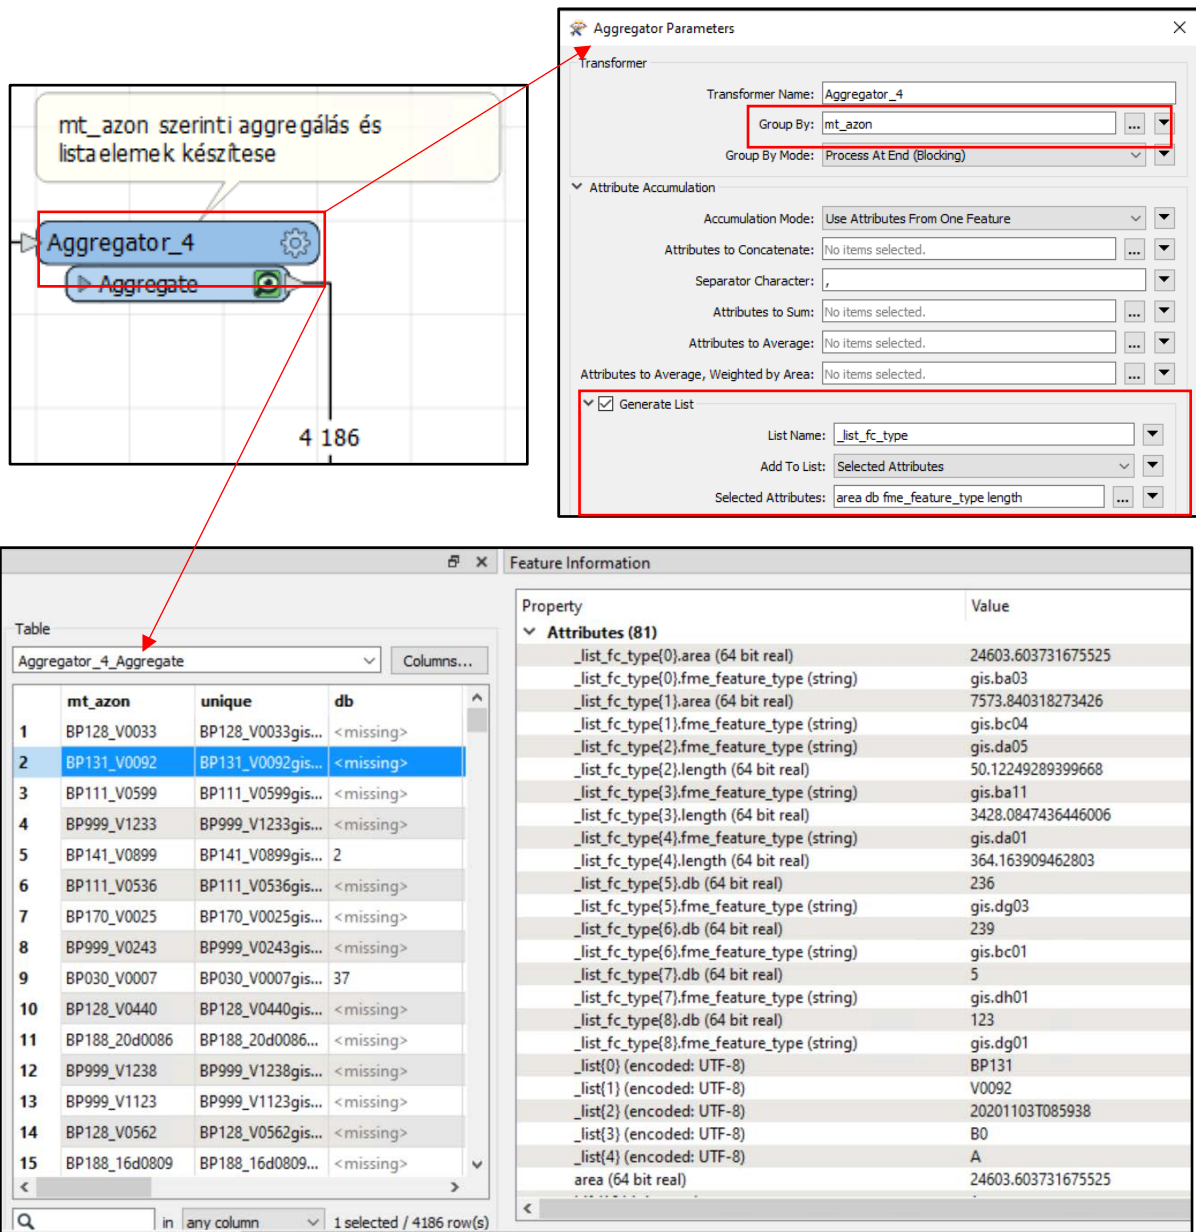 mt_azon szerinti aggregálás és
listaelemek készítese
Aggregator_4
Aggregate
4 186
Aggregator Parameters
Transformer
Transformer Name: Aggregator_4
Group By: mt_azon ...
Group By Mode: Process At End (Blocking)
Attribute Accumulation
Accumulation Mode: Use Attributes From One Feature
Attributes to Concatenate: No items selected. ...
Separator Character: ,
Attributes to Sum: No items selected. ...
Attributes to Average: No items selected. ...
Attributes to Average, Weighted by Area: No items selected. ...
Generate List
List Name: _list_fc_type
Add To List: Selected Attributes
Selected Attributes: area db fme_feature_type length ...
Table
Aggregator_4_Aggregate Columns...
mt_azon unique db
1 BP128_V0033 BP128_V0033gis... <missing>
2 BP131_V0092 BP131_V0092gis... <missing>
3 BP111_V0599 BP111_V0599gis... <missing>
4 BP999_V1233 BP999_V1233gis... <missing>
5 BP141_V0899 BP141_V0899gis... 2
6 BP111_V0536 BP111_V0536gis... <missing>
7 BP170_V0025 BP170_V0025gis... <missing>
8 BP999_V0243 BP999_V0243gis... <missing>
9 BP030_V0007 BP030_V0007gis... 37
10 BP128_V0440 BP128_V0440gis... <missing>
11 BP188_20d0086 BP188_20d0086... <missing>
12 BP999_V1238 BP999_V1238gis... <missing>
13 BP999_V1123 BP999_V1123gis... <missing>
14 BP128_V0562 BP128_V0562gis... <missing>
15 BP188_16d0809 BP188_16d0809... <missing>
in any column 1 selected / 4186 row(s)
Feature Information
Property Value
Attributes (81)
_list_fc_type{0}.area (64 bit real) 24603.603731675525
_list_fc_type{0}.fme_feature_type (string) gis.ba03
_list_fc_type{1}.area (64 bit real) 7573.840318273426
_list_fc_type{1}.fme_feature_type (string) gis.bc04
_list_fc_type{2}.fme_feature_type (string) gis.da05
_list_fc_type{2}.length (64 bit real) 50.12249289399668
_list_fc_type{3}.fme_feature_type (string) gis.ba11
_list_fc_type{3}.length (64 bit real) 3428.0847436446006
_list_fc_type{4}.fme_feature_type (string) gis.da01
_list_fc_type{4}.length (64 bit real) 364.163909462803
_list_fc_type{5}.db (64 bit real) 236
_list_fc_type{5}.fme_feature_type (string) gis.dg03
_list_fc_type{6}.db (64 bit real) 239
_list_fc_type{6}.fme_feature_type (string) gis.bc01
_list_fc_type{7}.db (64 bit real) 5
_list_fc_type{7}.fme_feature_type (string) gis.dh01
_list_fc_type{8}.db (64 bit real) 123
_list_fc_type{8}.fme_feature_type (string) gis.dg01
_list{0} (encoded: UTF-8) BP131
_list{1} (encoded: UTF-8) V0092
_list{2} (encoded: UTF-8) 20201103T085938
_list{3} (encoded: UTF-8) B0
_list{4} (encoded: UTF-8) A
area (64 bit real) 24603.603731675525